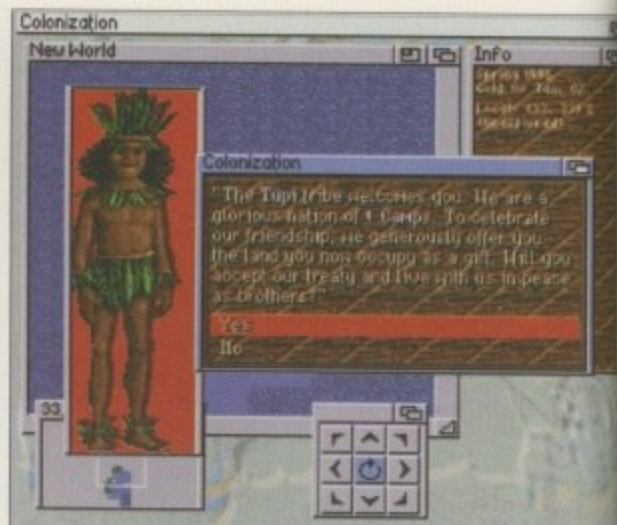 Colonization
New World
Info
Gold
Colonization
"The Tupi tribe welcomes you. We are a
glorious nation of 4 Camps. To celebrate
our friendship, we generously offer you
the land you now occupy as a gift. Will you
accept our treaty and live with us in peace
as brothers?"
Yes
No
33,